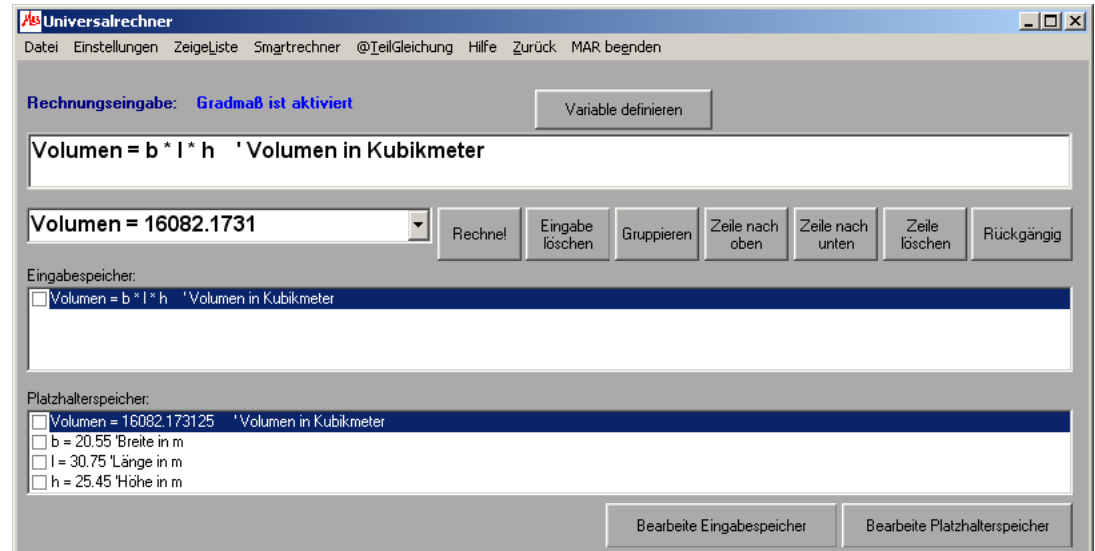 Universalrechner
Datei Einstellungen ZeigeListe Smartrechner @TeilGleichung Hilfe Zurück MAR beenden
Rechnungseingabe: Gradmaß ist aktiviert
Variable definieren
Volumen = b * l * h ' Volumen in Kubikmeter
Volumen = 16082.1731
Rechne!
Eingabe
löschen
Gruppieren
Zeile nach
oben
Zeile nach
unten
Zeile
löschen
Rückgängig
Eingabespeicher:
Volumen = b * l * h ' Volumen in Kubikmeter
Platzhalterspeicher:
Volumen = 16082.173125 ' Volumen in Kubikmeter
b = 20.55 'Breite in m
l = 30.75 'Länge in m
h = 25.45 'Höhe in m
Bearbeite Eingabespeicher
Bearbeite Platzhalterspeicher